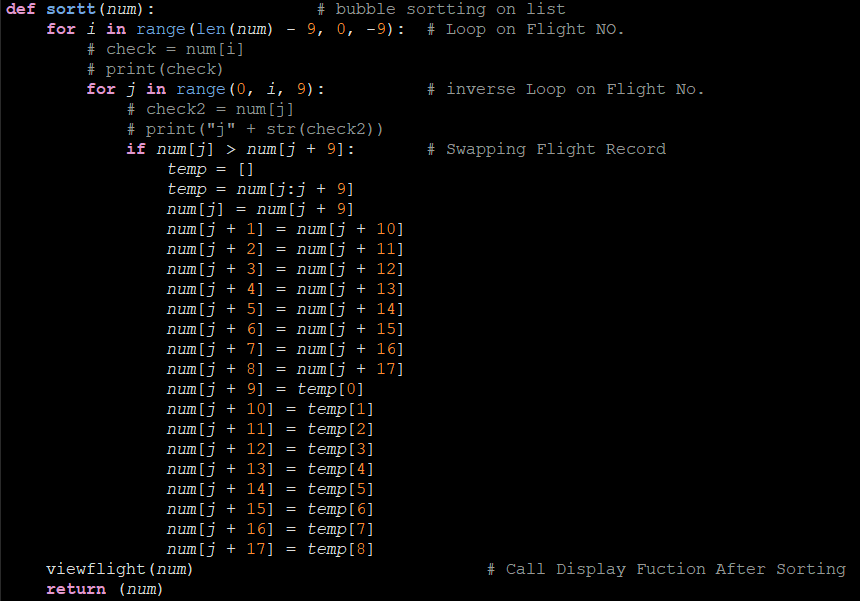 def sortt(num):                # bubble sortting on list
    for i in range(len(num) - 9, 0, -9):  # Loop on Flight NO.
        # check = num[i]
        # print(check)
        for j in range(0, i, 9):          # inverse Loop on Flight No.
            # check2 = num[j]
            # print("j" + str(check2))
            if num[j] > num[j + 9]:       # Swapping Flight Record
                temp = []
                temp = num[j:j + 9]
                num[j] = num[j + 9]
                num[j + 1] = num[j + 10]
                num[j + 2] = num[j + 11]
                num[j + 3] = num[j + 12]
                num[j + 4] = num[j + 13]
                num[j + 5] = num[j + 14]
                num[j + 6] = num[j + 15]
                num[j + 7] = num[j + 16]
                num[j + 8] = num[j + 17]
                num[j + 9] = temp[0]
                num[j + 10] = temp[1]
                num[j + 11] = temp[2]
                num[j + 12] = temp[3]
                num[j + 13] = temp[4]
                num[j + 14] = temp[5]
                num[j + 15] = temp[6]
                num[j + 16] = temp[7]
                num[j + 17] = temp[8]
    viewflight(num)                             # Call Display Fuction After Sorting
    return (num)